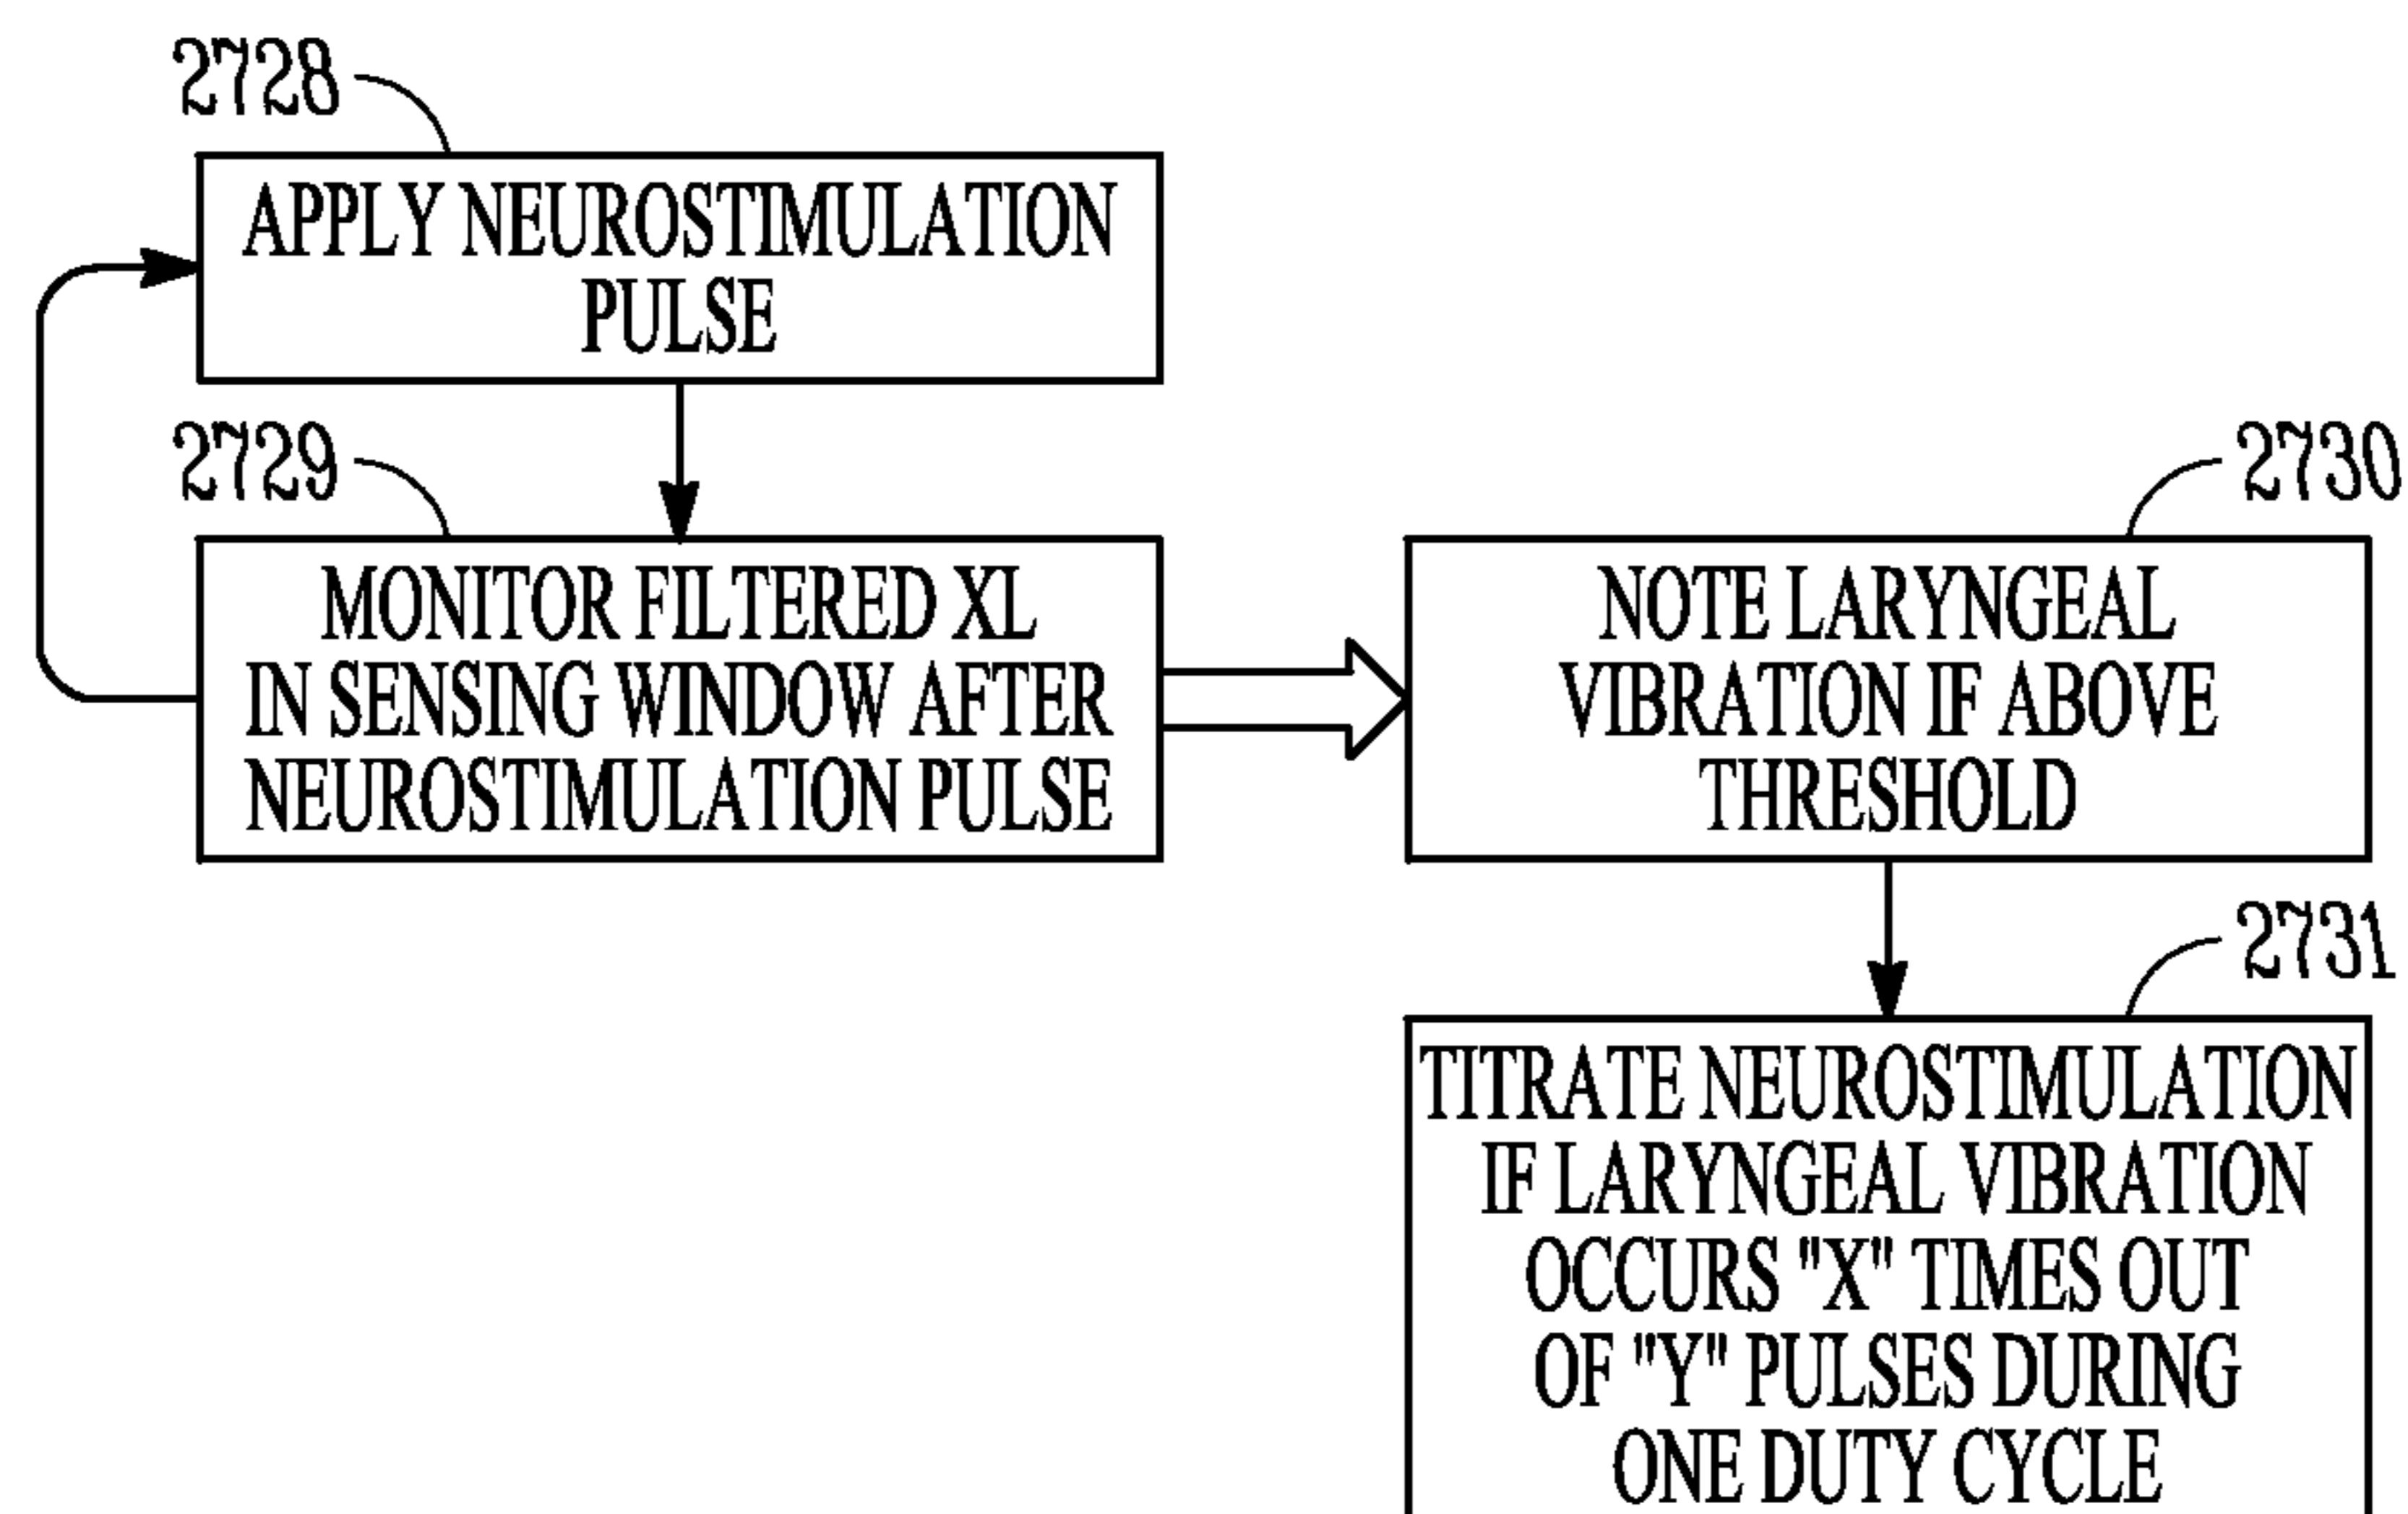 2728
APPLY NEUROSTIMULATION
PULSE
2729
MONITOR FILTERED XL
IN SENSING WINDOW AFTER
NEUROSTIMULATION PULSE
2730
NOTE LARYNGEAL
VIBRATION IF ABOVE
THRESHOLD
2731
TITRATE NEUROSTIMULATION
IF LARYNGEAL VIBRATION
OCCURS "X" TIMES OUT
OF "Y" PULSES DURING
ONE DUTY CYCLE